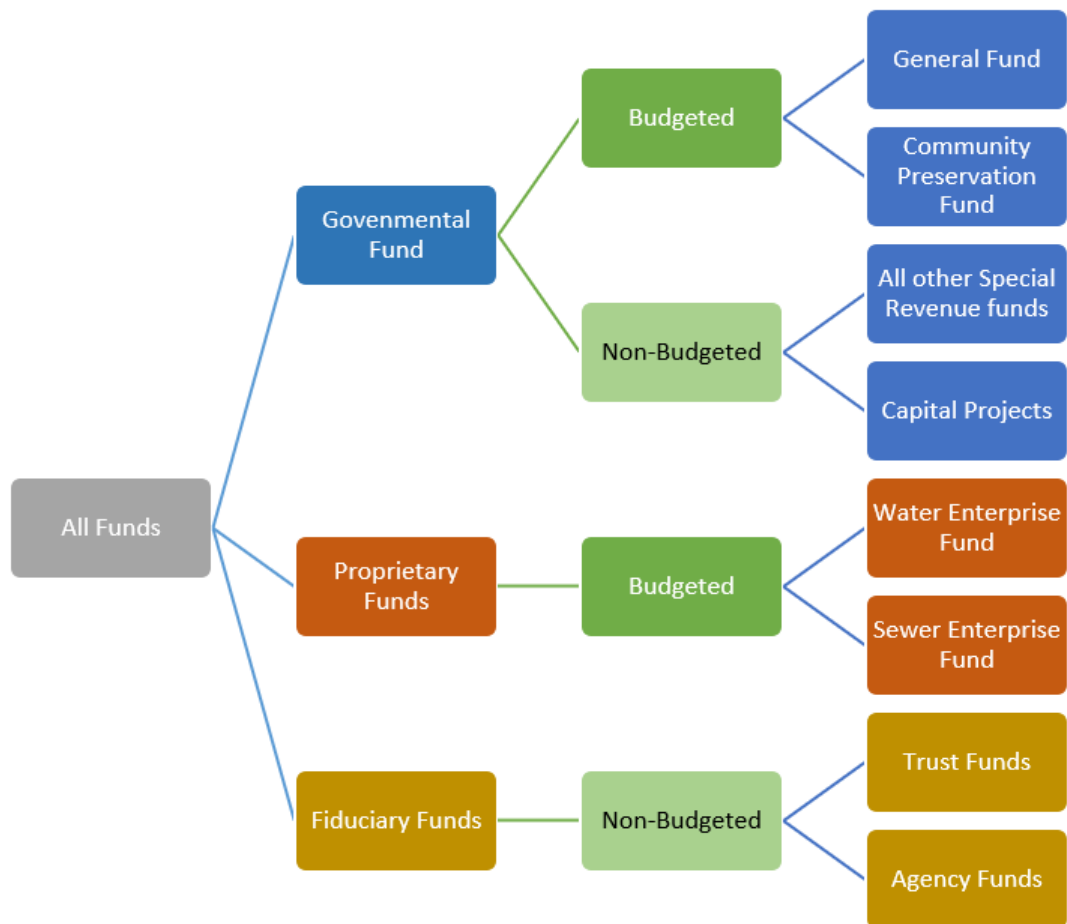 All Funds
Govenmental
Fund
Budgeted
General Fund
Community
Preservation
Fund
Non-Budgeted
All other Special
Revenue funds
Capital Projects
Proprietary
Funds
Budgeted
Water Enterprise
Fund
Sewer Enterprise
Fund
Fiduciary Funds
Non-Budgeted
Trust Funds
Agency Funds